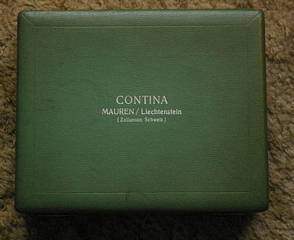 CONTINA
MAUREN / Liechtenstein
(Zollunion Schweiz)